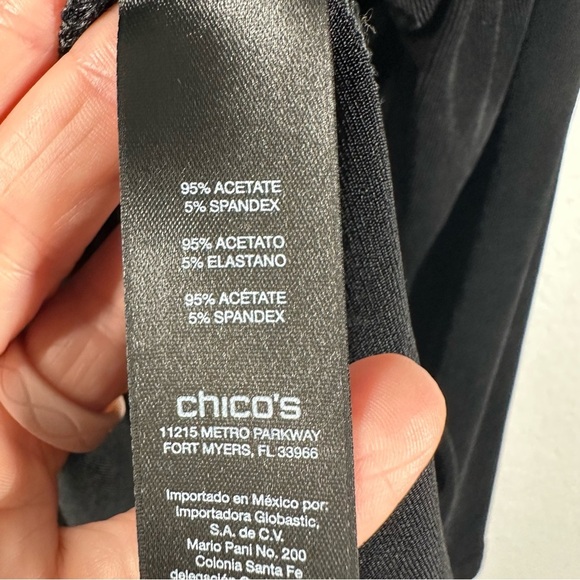 95% ACETATE
5% SPANDEX
95% ACETATO
5% ELASTANO
95% ACÉTATE
5% SPANDEX
chico's
11215 METRO PARKWAY
FORT MYERS, FL 33966
Importado en México por:
Importadora Globastic,
S.A. de C.V.
Mario Pani No. 200
Colonia Santa Fe
delegación